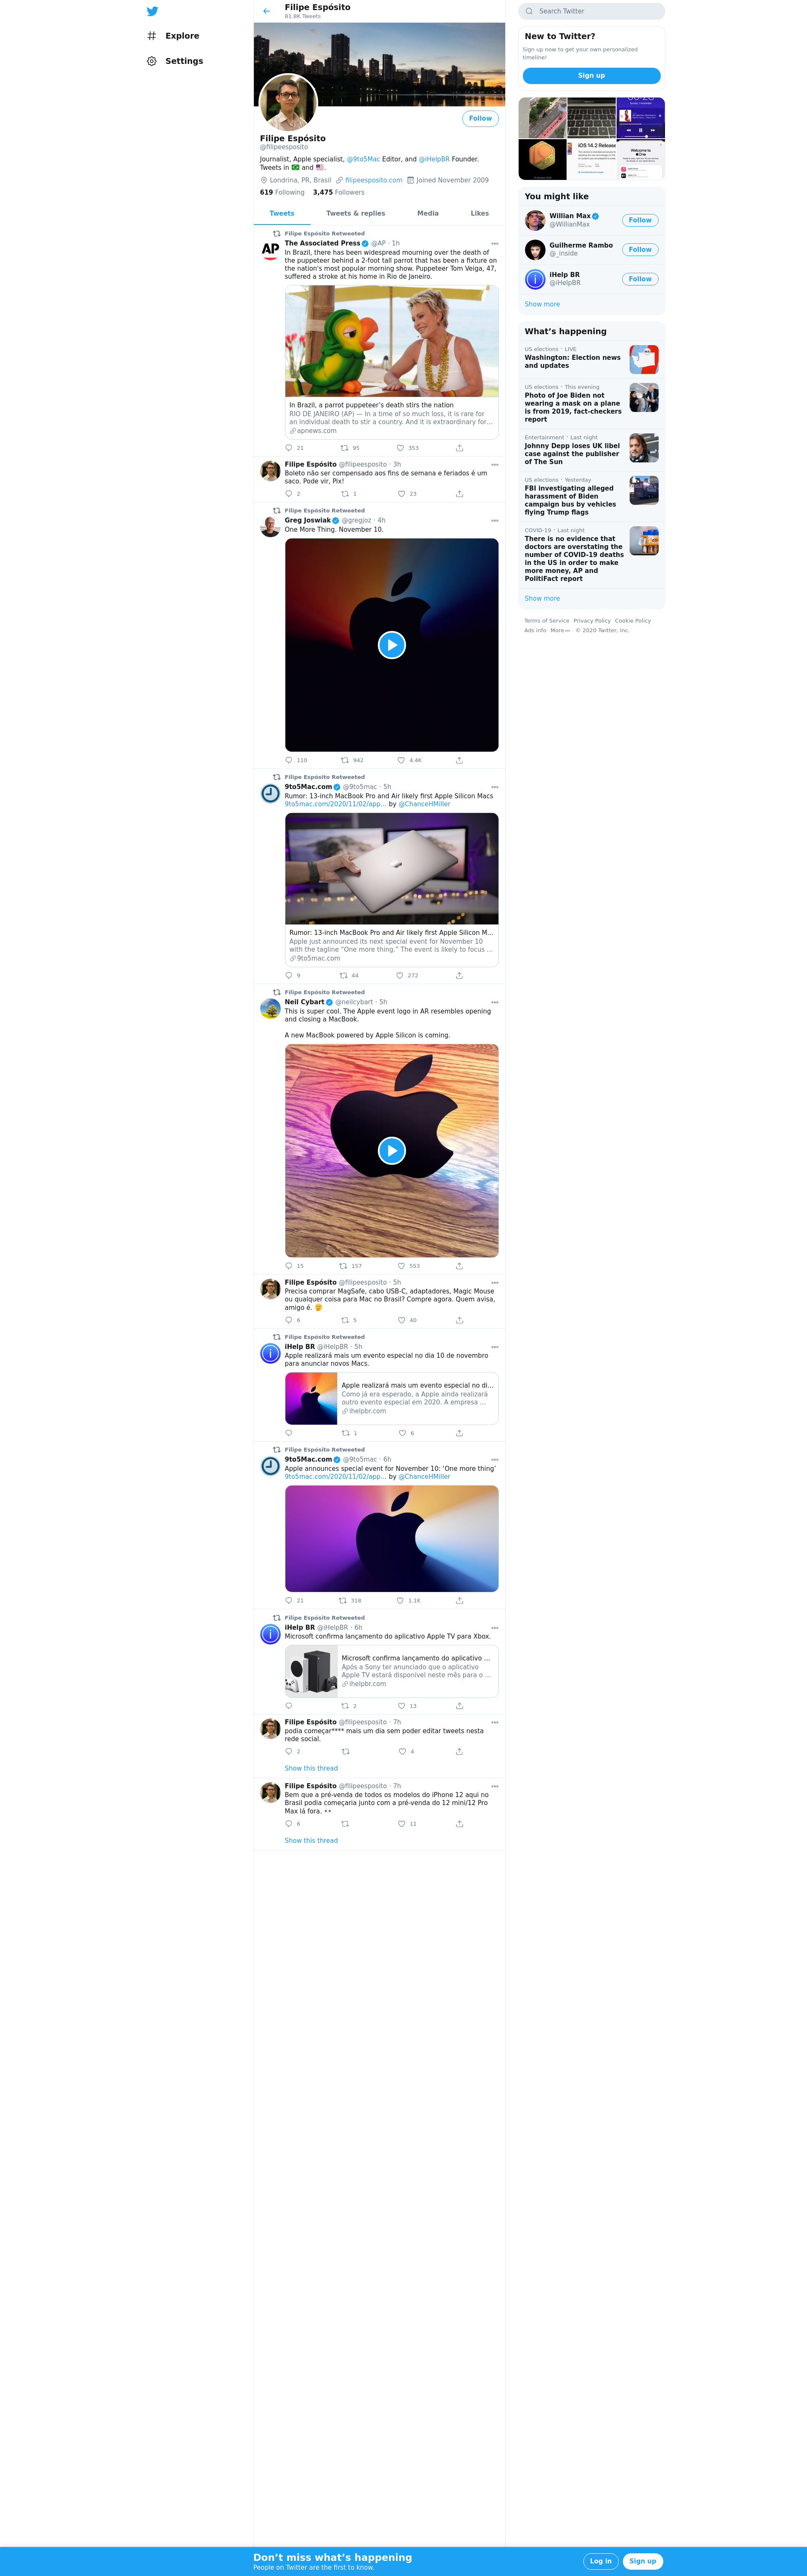 Explore
Settings
Filipe Espósito
81.8K Tweets
Follow
Filipe Espósito
@filipeesposito
Journalist, Apple specialist, @9to5Mac Editor, and @iHelpBR Founder.
Tweets in 🇧🇷 and 🇺🇸.
Londrina, PR, Brasil filipeesposito.com Joined November 2009
619 Following 3,475 Followers
Tweets Tweets & replies Media Likes
Filipe Espósito Retweeted
The Associated Press @AP · 1h
In Brazil, there has been widespread mourning over the death of
the puppeteer behind a 2-foot tall parrot that has been a fixture on
the nation's most popular morning show. Puppeteer Tom Veiga, 47,
suffered a stroke at his home in Rio de Janeiro.
In Brazil, a parrot puppeteer’s death stirs the nation
RIO DE JANEIRO (AP) — In a time of so much loss, it is rare for
an individual death to stir a country. And it is extraordinary for...
apnews.com
21 95 353
Filipe Espósito @filipeesposito · 3h
Boleto não ser compensado aos fins de semana e feriados é um
saco. Pode vir, Pix!
2 1 23
Filipe Espósito Retweeted
Greg Joswiak @gregjoz · 4h
One More Thing. November 10.
110 942 4.4K
Filipe Espósito Retweeted
9to5Mac.com @9to5mac · 5h
Rumor: 13-inch MacBook Pro and Air likely first Apple Silicon Macs
9to5mac.com/2020/11/02/app… by @ChanceHMiller
Rumor: 13-inch MacBook Pro and Air likely first Apple Silicon M...
Apple just announced its next special event for November 10
with the tagline “One more thing.” The event is likely to focus ...
9to5mac.com
9 44 272
Filipe Espósito Retweeted
Neil Cybart @neilcybart · 5h
This is super cool. The Apple event logo in AR resembles opening
and closing a MacBook.
A new MacBook powered by Apple Silicon is coming.
15 157 553
Filipe Espósito @filipeesposito · 5h
Precisa comprar MagSafe, cabo USB-C, adaptadores, Magic Mouse
ou qualquer coisa para Mac no Brasil? Compre agora. Quem avisa,
amigo é.
6 5 40
Filipe Espósito Retweeted
iHelp BR @iHelpBR · 5h
Apple realizará mais um evento especial no dia 10 de novembro
para anunciar novos Macs.
Apple realizará mais um evento especial no di...
Como já era esperado, a Apple ainda realizará
outro evento especial em 2020. A empresa ...
ihelpbr.com
1 6
Filipe Espósito Retweeted
9to5Mac.com @9to5mac · 6h
Apple announces special event for November 10: ‘One more thing’
9to5mac.com/2020/11/02/app… by @ChanceHMiller
21 318 1.1K
Filipe Espósito Retweeted
iHelp BR @iHelpBR · 6h
Microsoft confirma lançamento do aplicativo Apple TV para Xbox.
Microsoft confirma lançamento do aplicativo ...
Após a Sony ter anunciado que o aplicativo
Apple TV estará disponível neste mês para o ...
ihelpbr.com
2 13
Filipe Espósito @filipeesposito · 7h
podia começar**** mais um dia sem poder editar tweets nesta
rede social.
2 4
Show this thread
Filipe Espósito @filipeesposito · 7h
Bem que a pré-venda de todos os modelos do iPhone 12 aqui no
Brasil podia começaria junto com a pré-venda do 12 mini/12 Pro
Max lá fora. 👀
6 11
Show this thread
Search Twitter
New to Twitter?
Sign up now to get your own personalized
timeline!
Sign up
iOS 14.2 Release
Welcome to
You might like
Willian Max
@WillianMax
Follow
Guilherme Rambo
@_inside
Follow
iHelp BR
@iHelpBR
Follow
Show more
What’s happening
US elections · LIVE
Washington: Election news
and updates
US elections · This evening
Photo of Joe Biden not
wearing a mask on a plane
is from 2019, fact-checkers
report
Entertainment · Last night
Johnny Depp loses UK libel
case against the publisher
of The Sun
US elections · Yesterday
FBI investigating alleged
harassment of Biden
campaign bus by vehicles
flying Trump flags
COVID-19 · Last night
There is no evidence that
doctors are overstating the
number of COVID-19 deaths
in the US in order to make
more money, AP and
PolitiFact report
Show more
Terms of Service Privacy Policy Cookie Policy
Ads info More © 2020 Twitter, Inc.
Don’t miss what’s happening
People on Twitter are the first to know.
Log in
Sign up